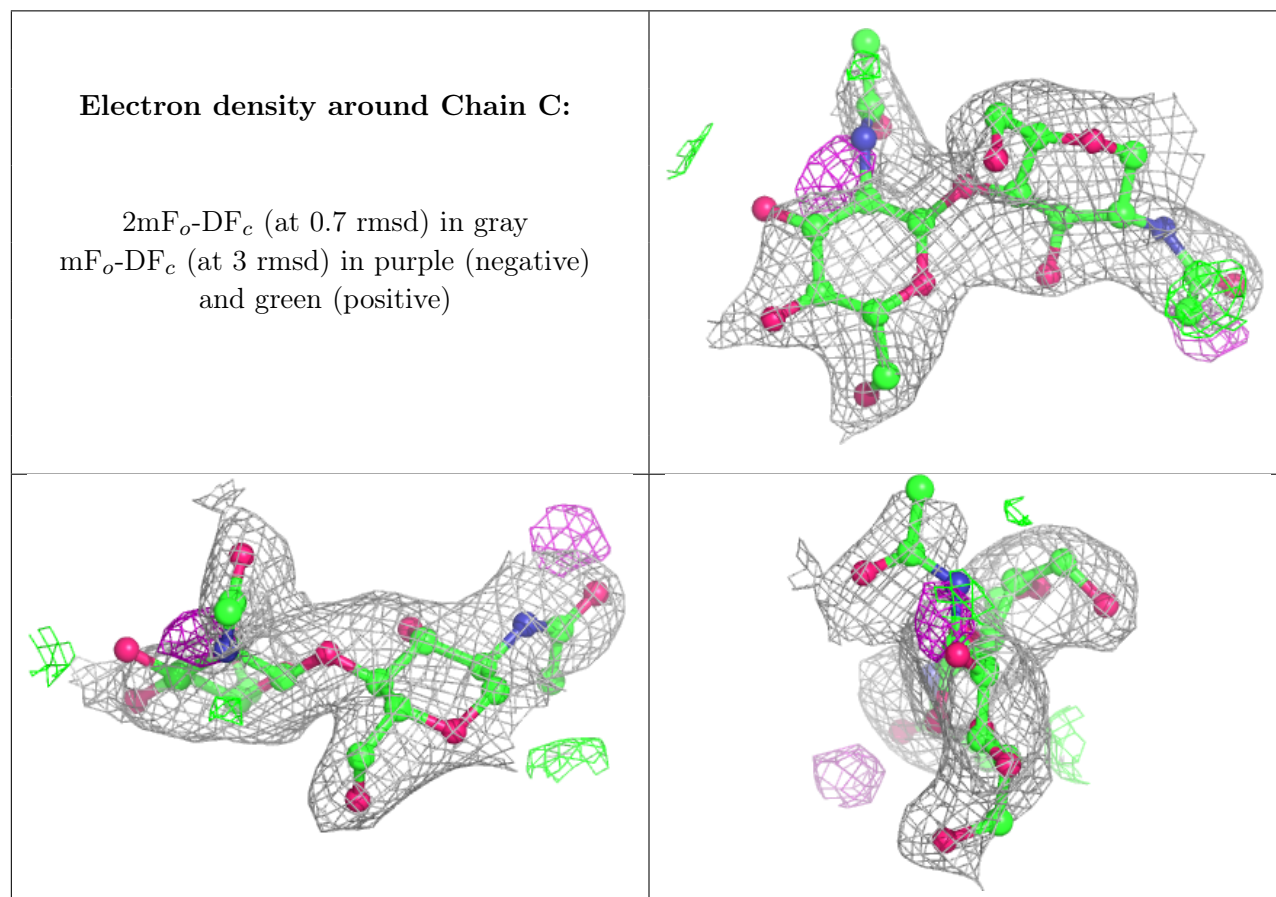 Electron density around Chain C:
2mFo-DFc (at 0.7 rmsd) in gray
mFo-DFc (at 3 rmsd) in purple (negative)
and green (positive)